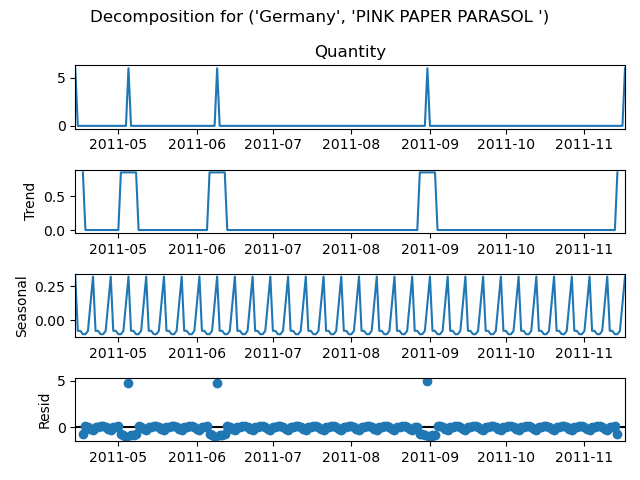 Decomposition for ('Germany', 'PINK PAPER PARASOL ')
Quantity
5
0
2011-05 2011-06 2011-07 2011-08 2011-09 2011-10 2011-11
Trend
0.5
0.0
2011-05 2011-06 2011-07 2011-08 2011-09 2011-10 2011-11
Seasonal
0.25
0.00
2011-05 2011-06 2011-07 2011-08 2011-09 2011-10 2011-11
Resid
5
0
2011-05 2011-06 2011-07 2011-08 2011-09 2011-10 2011-11